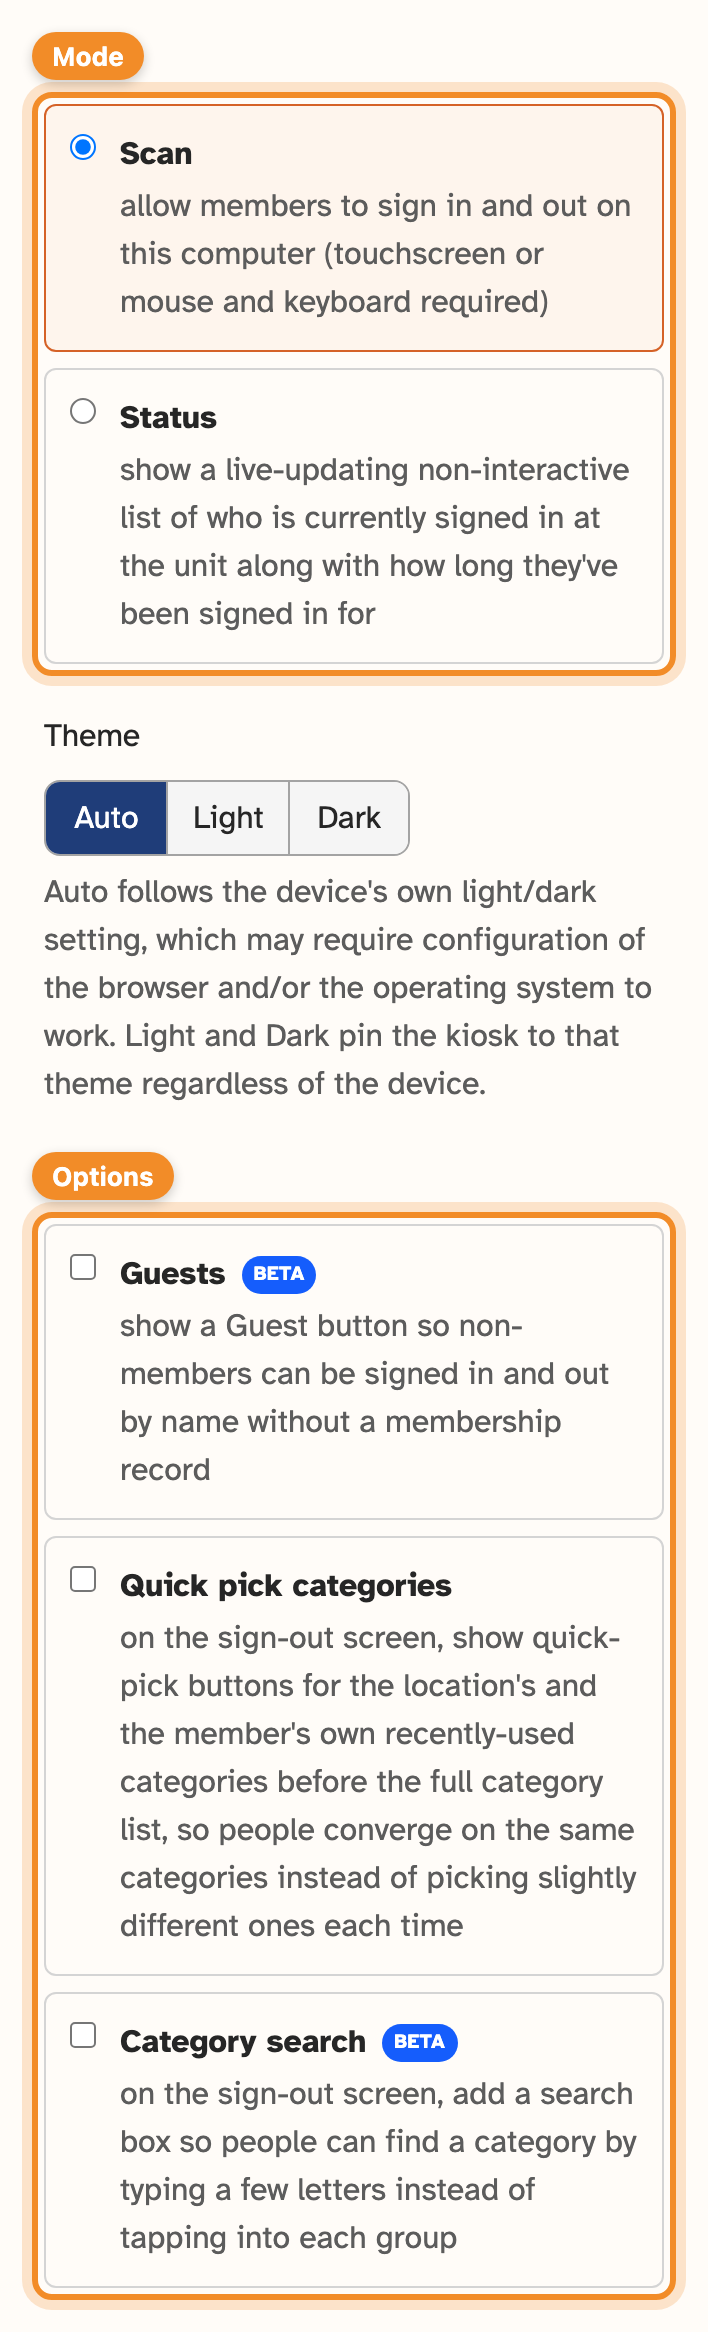 Mode
Scan
allow members to sign in and out on
this computer (touchscreen or
mouse and keyboard required)
Status
show a live-updating non-interactive
list of who is currently signed in at
the unit along with how long they've
been signed in for
Theme
Auto Light Dark
Auto follows the device's own light/dark
setting, which may require configuration of
the browser and/or the operating system to
work. Light and Dark pin the kiosk to that
theme regardless of the device.
Options
Guests BETA
show a Guest button so non-
members can be signed in and out
by name without a membership
record
Quick pick categories
on the sign-out screen, show quick-
pick buttons for the location's and
the member's own recently-used
categories before the full category
list, so people converge on the same
categories instead of picking slightly
different ones each time
Category search BETA
on the sign-out screen, add a search
box so people can find a category by
typing a few letters instead of
tapping into each group